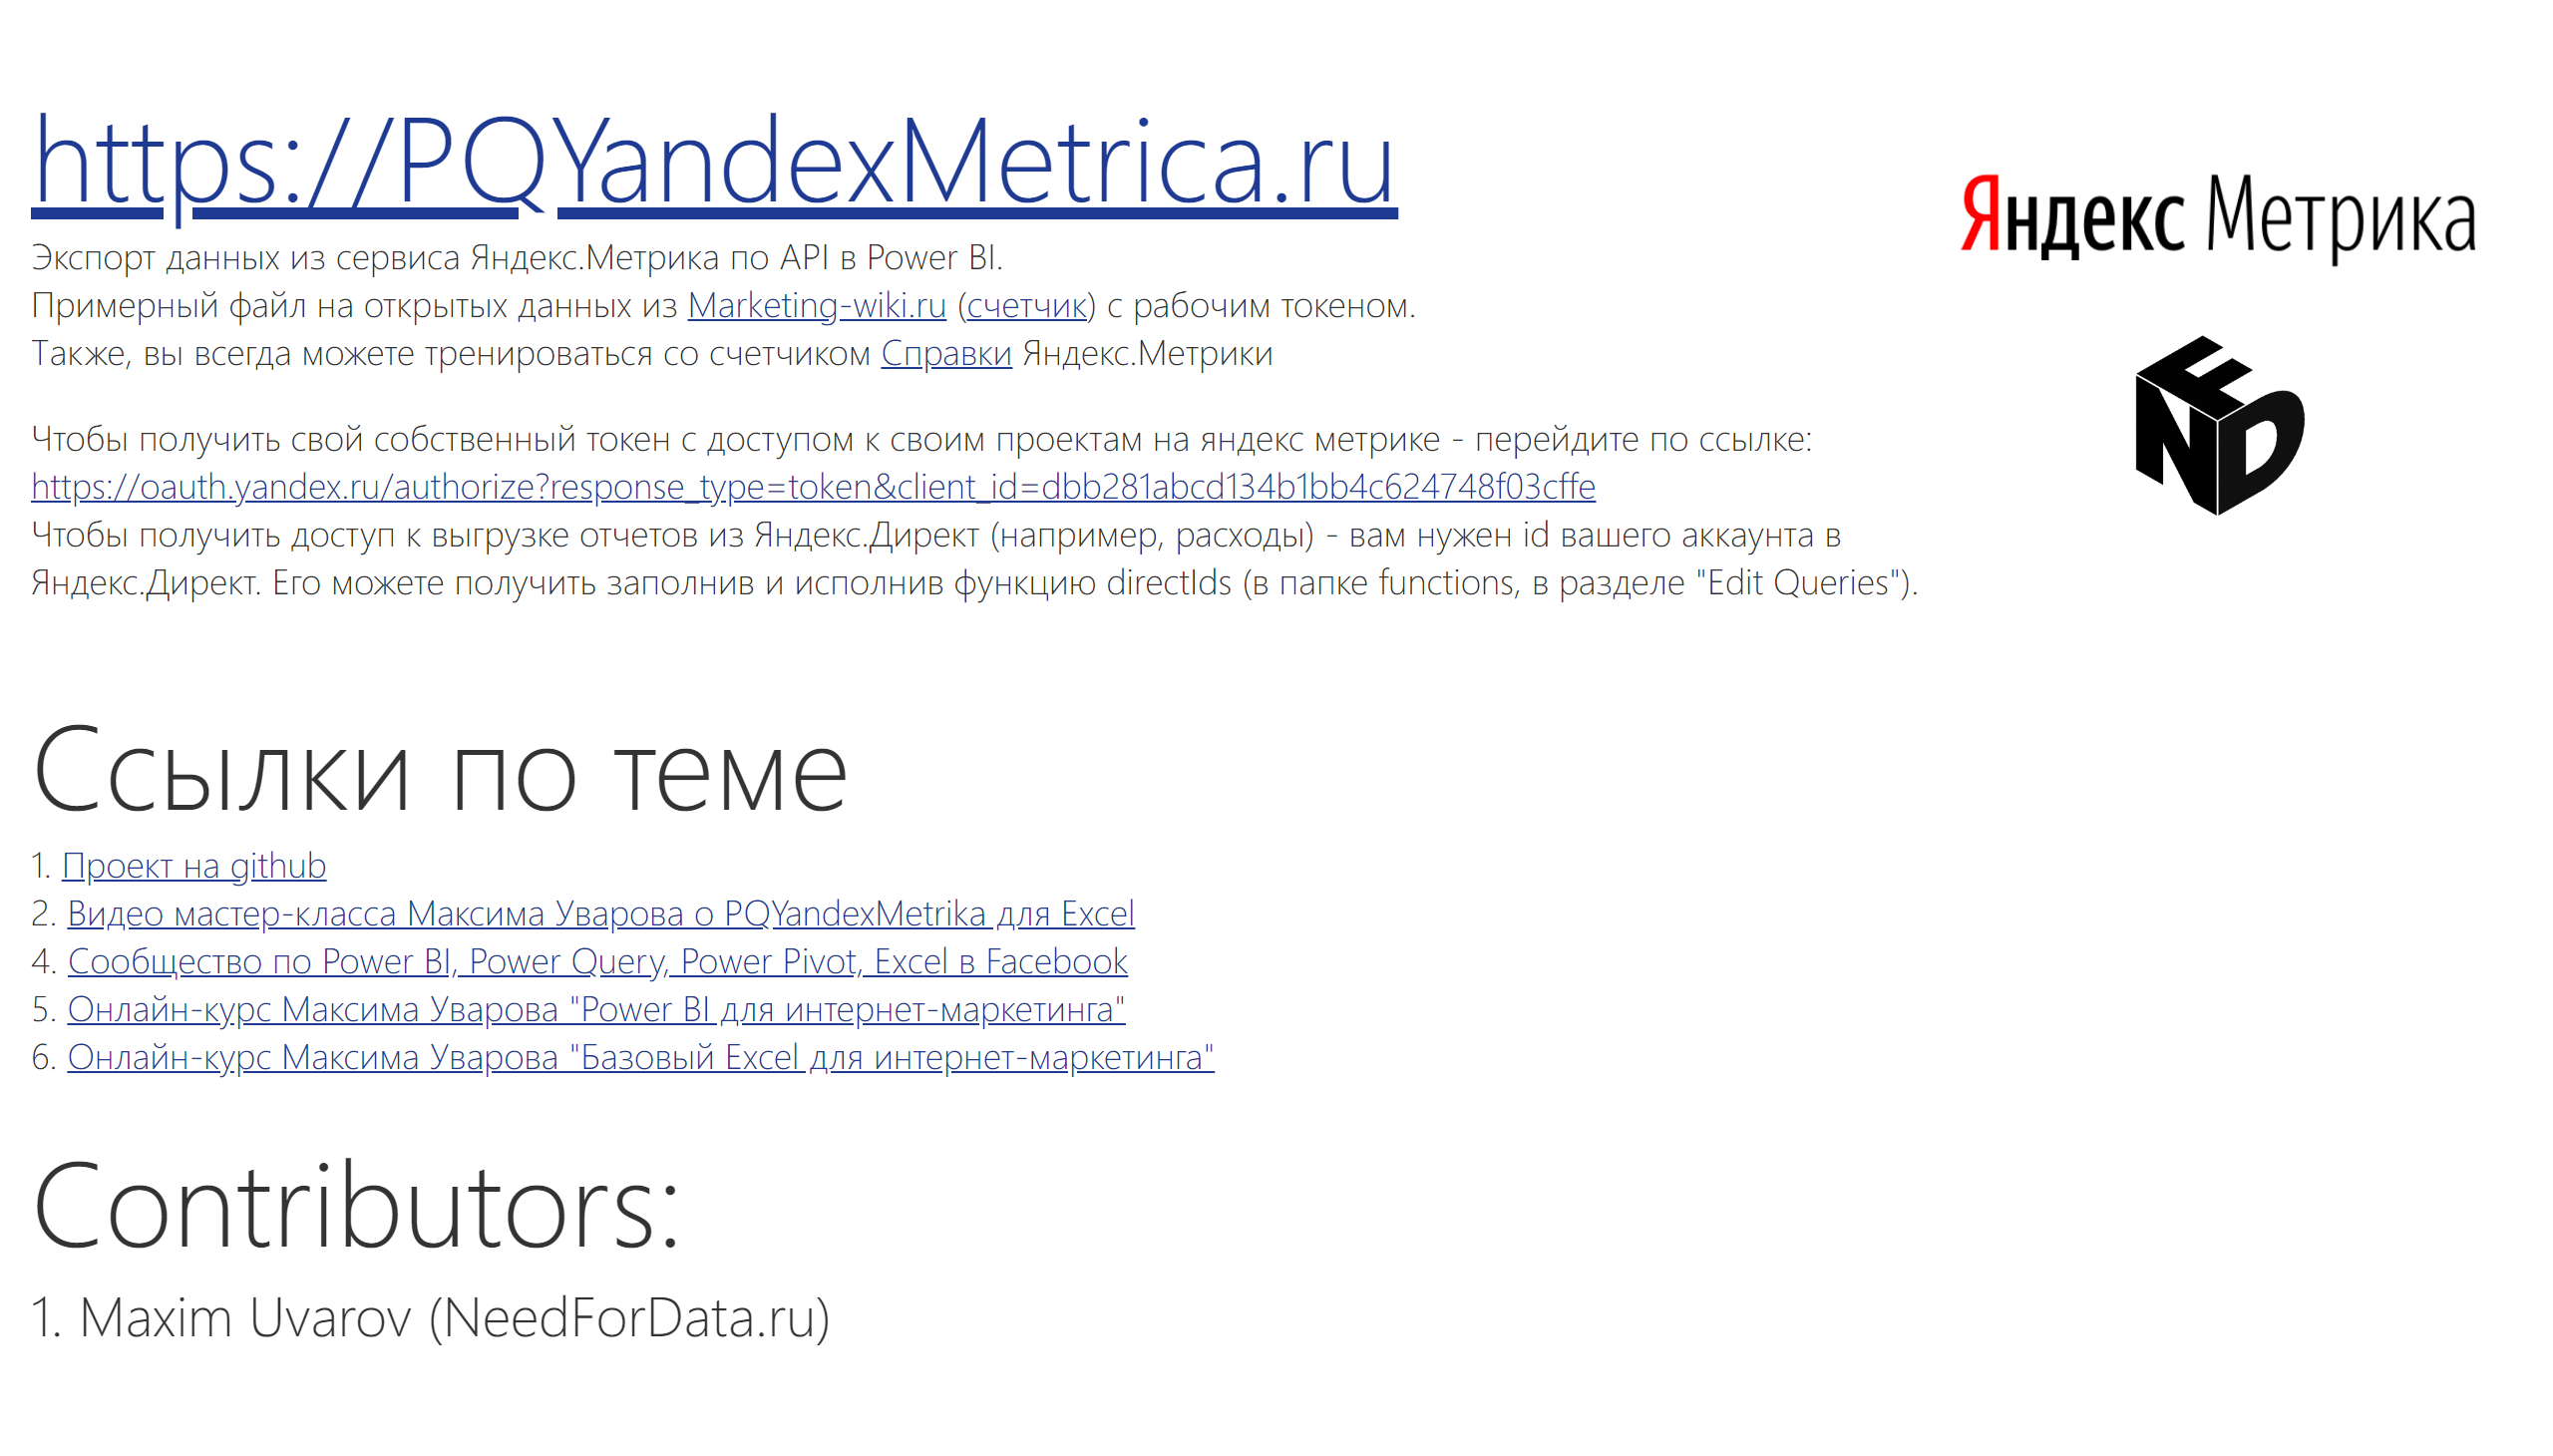 https://PQYandexMetrica.ru
Экспорт данных из сервиса Яндекс.Метрика по API в Power BI.
Примерный файл на открытых данных из Marketing-wiki.ru (счетчик) с рабочим токеном.
Также, вы всегда можете тренироваться со счетчиком Справки Яндекс.Метрики
Яндекс Метрика
NFD
Чтобы получить свой собственный токен с доступом к своим проектам на яндекс метрике - перейдите по ссылке:
https://oauth.yandex.ru/authorize?response_type=token&client_id=dbb281abcd134b1bb4c624748f03cffe
Чтобы получить доступ к выгрузке отчетов из Яндекс.Директ (например, расходы) - вам нужен id вашего аккаунта в
Яндекс.Директ. Его можете получить заполнив и исполнив функцию directIds (в папке functions, в разделе "Edit Queries").
Ссылки по теме
1. Проект на github
2. Видео мастер-класса Максима Уварова о PQYandexMetrika для Excel
4. Сообщество по Power BI, Power Query, Power Pivot, Excel в Facebook
5. Онлайн-курс Максима Уварова "Power BI для интернет-маркетинга"
6. Онлайн-курс Максима Уварова "Базовый Excel для интернет-маркетинга"
Contributors:
1. Maxim Uvarov (NeedForData.ru)